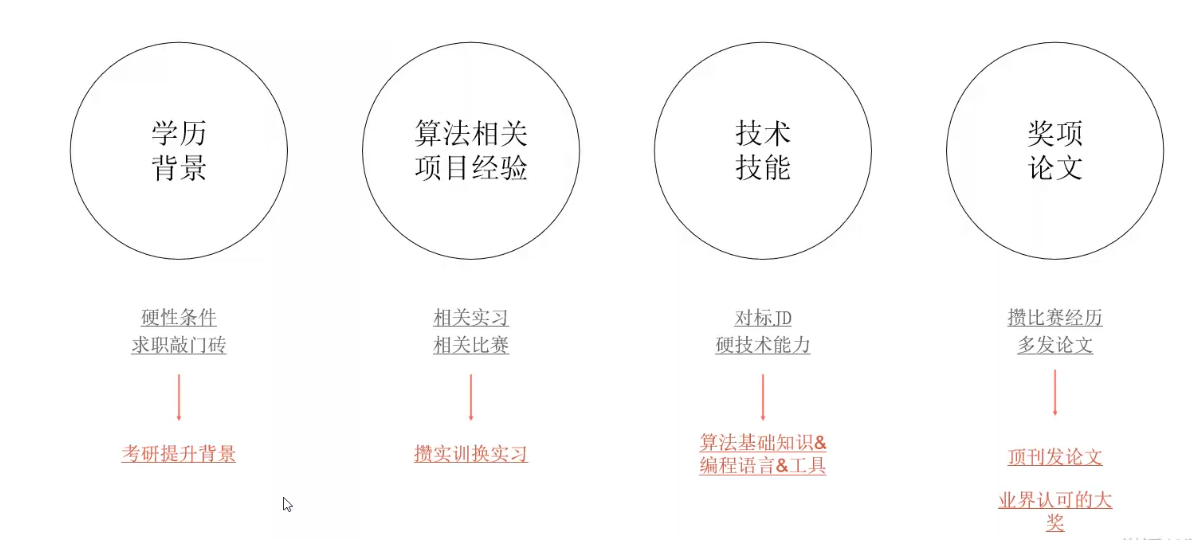 学历
背景
算法相关
项目经验
技术
技能
奖项
论文
硬性条件
求职敲门砖
相关实习
相关比赛
对标JD
硬技术能力
攒比赛经历
多发论文
考研提升背景
攒实训换实习
算法基础知识&
编程语言&工具
顶刊发论文
业界认可的大
奖